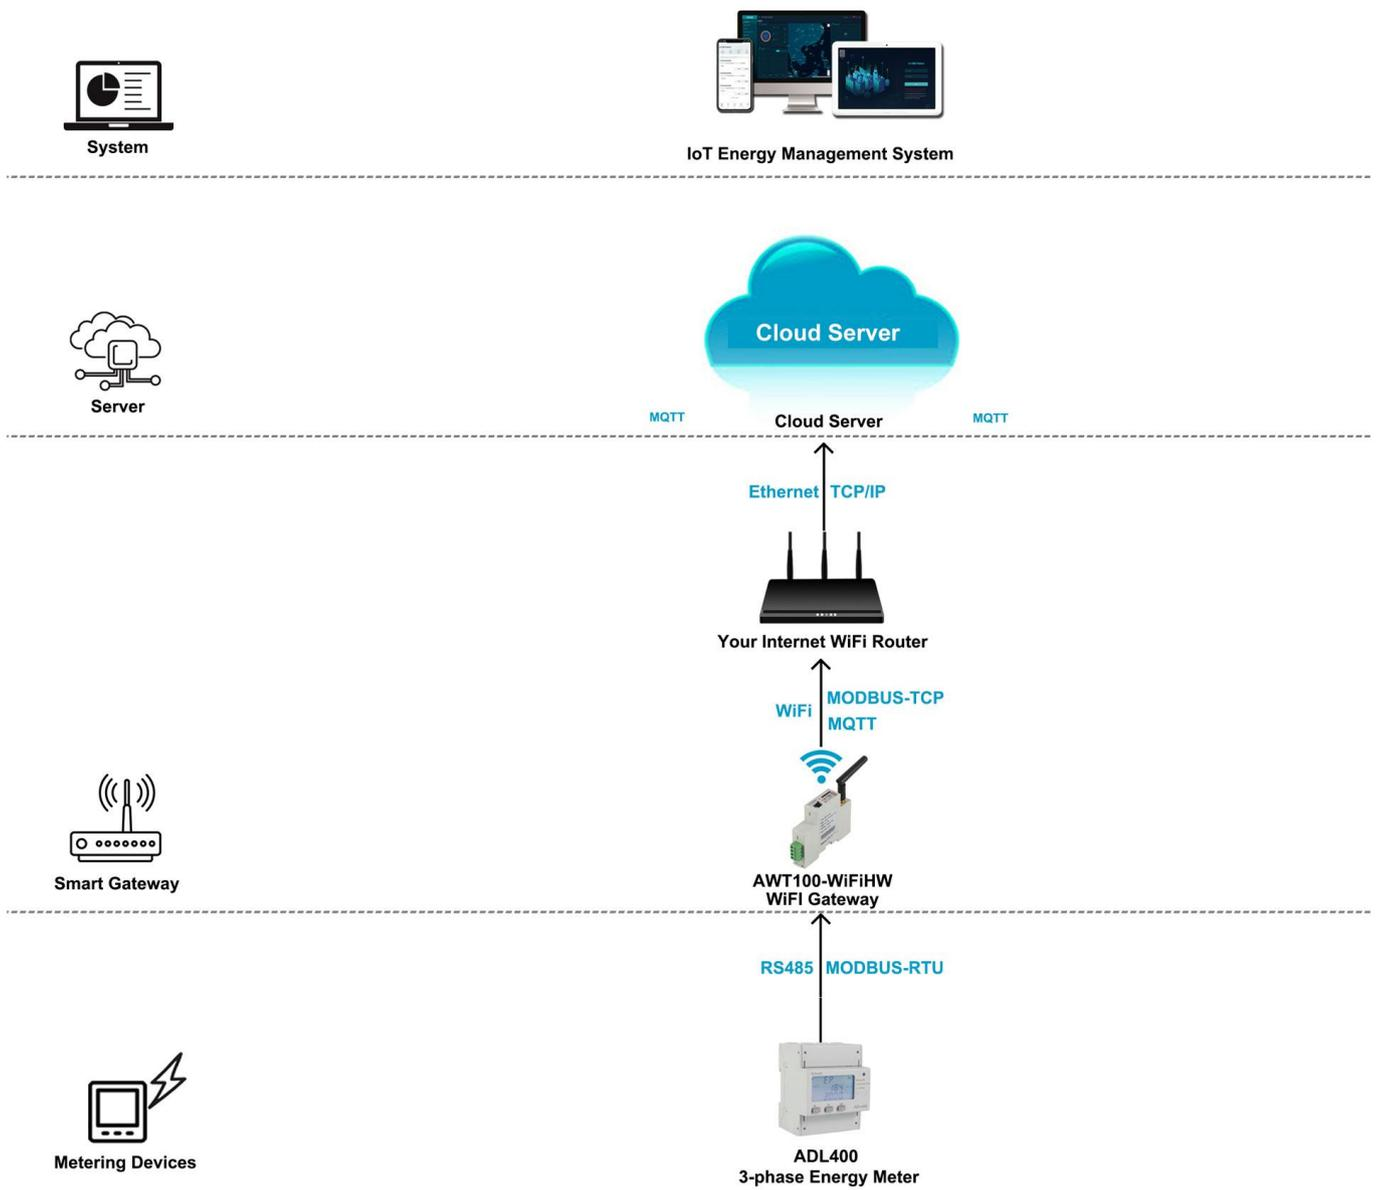 System
IoT Energy Management System
Cloud Server
Server
MQTT
Cloud Server
MQTT
Ethernet TCP/IP
Your Internet WiFi Router
WiFi
MODBUS-TCP
MQTT
Smart Gateway
AWT100-WiFiHW
WiFI Gateway
RS485 MODBUS-RTU
Metering Devices
ADL400
3-phase Energy Meter